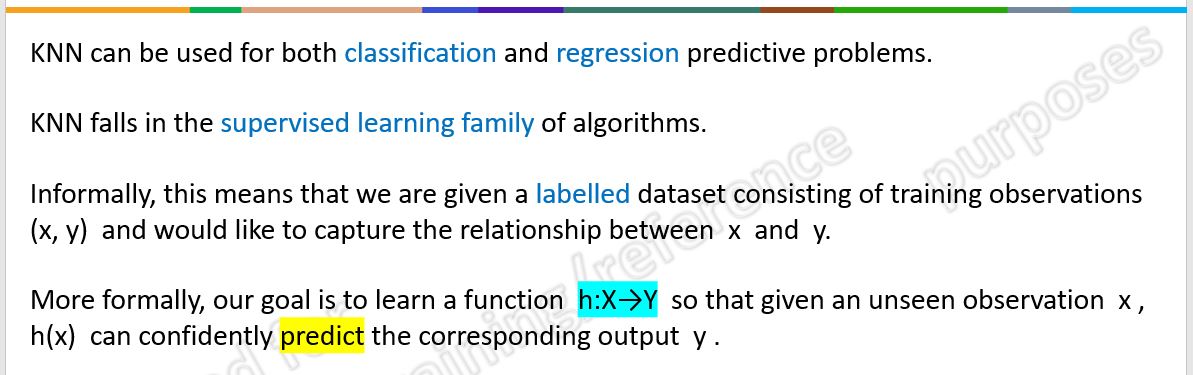 KNN can be used for both classification and regression predictive problems.
KNN falls in the supervised learning family of algorithms.
Informally, this means that we are given a labelled dataset consisting of training observations
(x, y) and would like to capture the relationship between x and y.
More formally, our goal is to learn a function h:X→Y so that given an unseen observation x ,
h(x) can confidently predict the corresponding output y .
purposes
/reference